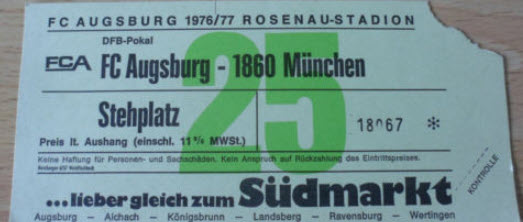 FC AUGSBURG 1976/77 ROSENAU-STADION
DFB-Pokal
FCA FC Augsburg - 1860 München
25
Stehplatz
18067 *
Preis lt. Aushang (einschl. 11 % MWSt.)
Keine Haftung für Personen- und Sachschäden. Kein Anspruch auf Rückzahlung des Eintrittspreises.
KONTROLLE
...lieber gleich zum Südmarkt
Augsburg – Aichach – Königsbrunn – Landsberg – Ravensburg – Wertingen